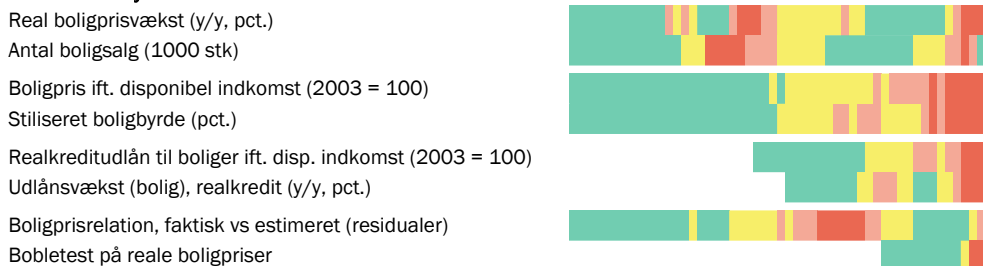 Real boligprisvækst (y/y, pct.)
Antal boligsalg (1000 stk)
Boligpris ift. disponibel indkomst (2003 = 100)
Stiliseret boligbyrde (pct.)
Realkreditudlån til boliger ift. disp. indkomst (2003 = 100)
Udlånsvækst (bolig), realkredit (y/y, pct.)
Boligprisrelation, faktisk vs estimeret (residualer)
Bobletest på reale boligpriser